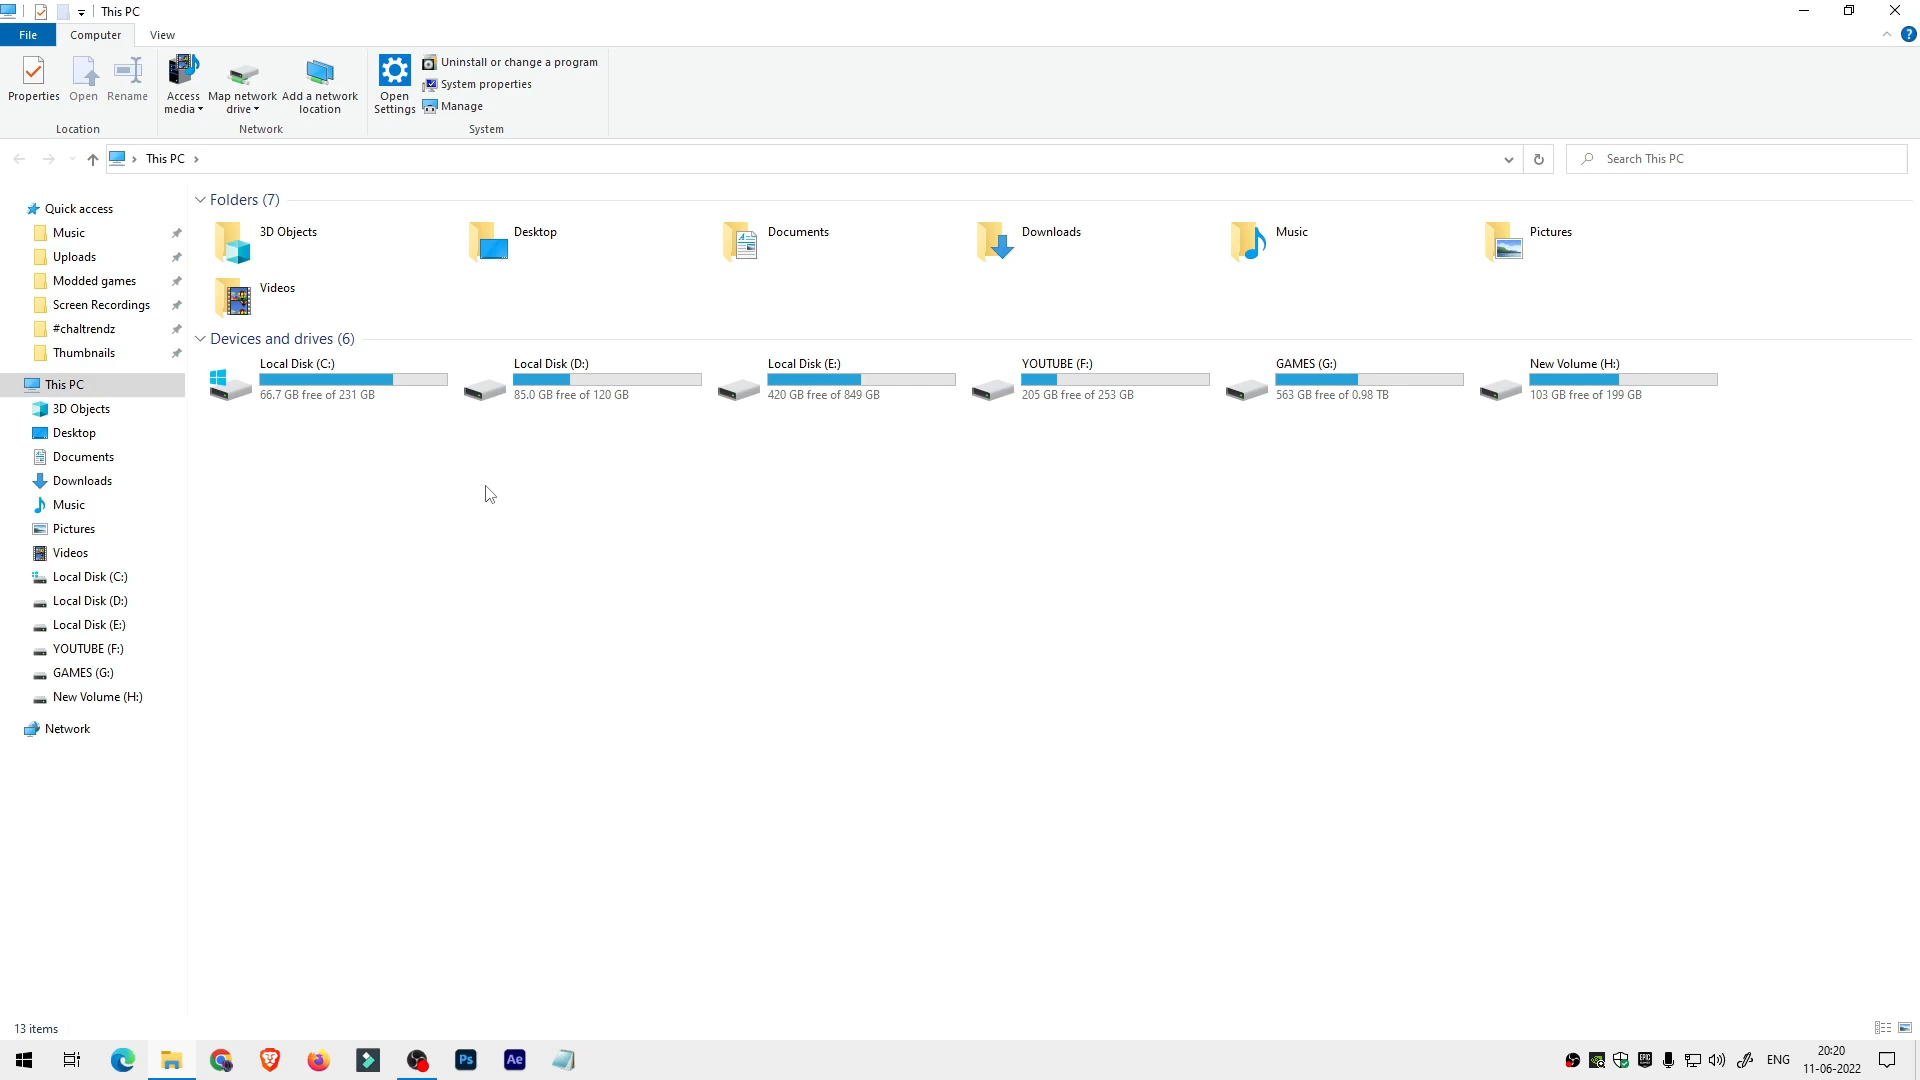 This PC
File
Computer
View
Properties
Open
Rename
Access media
Map network drive
Add a network location
Open Settings
Uninstall or change a program
System properties
Manage
Location
Network
System
This PC
Search This PC
Quick access
Music
Uploads
Modded games
Screen Recordings
#chaltrendz
Thumbnails
This PC
3D Objects
Desktop
Documents
Downloads
Music
Pictures
Videos
Local Disk (C:)
Local Disk (D:)
Local Disk (E:)
YOUTUBE (F:)
GAMES (G:)
New Volume (H:)
Network
Folders (7)
3D Objects
Desktop
Documents
Downloads
Music
Pictures
Videos
Devices and drives (6)
Local Disk (C:)
66.7 GB free of 231 GB
Local Disk (D:)
85.0 GB free of 120 GB
Local Disk (E:)
420 GB free of 849 GB
YOUTUBE (F:)
205 GB free of 253 GB
GAMES (G:)
563 GB free of 0.98 TB
New Volume (H:)
103 GB free of 199 GB
13 items
Ps
Ae
EPIC
ENG
20:20
11-06-2022